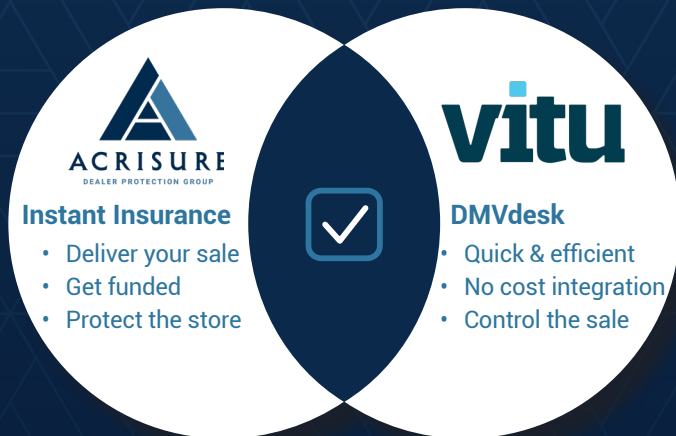 ACRISURE
DEALER PROTECTION GROUP
Instant Insurance
• Deliver your sale
• Get funded
• Protect the store
vitu
DMVdesk
• Quick & efficient
• No cost integration
• Control the sale